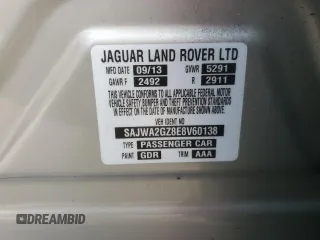 JAGUAR LAND ROVER LTD
MFD DATE 09/13 GVWR 5291
GAWR F 2492 R 2911
THIS VEHICLE CONFORMS TO ALL APPLICABLE FEDERAL MOTOR
VEHICLE SAFETY, BUMPER AND THEFT PREVENTION STANDARDS
IN EFFECT ON THE DATE OF MANUFACTURE SHOWN ABOVE
VEH IDENT NO
SAJWA2GZ8E8V60138
TYPE PASSENGER CAR
PAINT GDR TRIM AAA
© DREAMBID